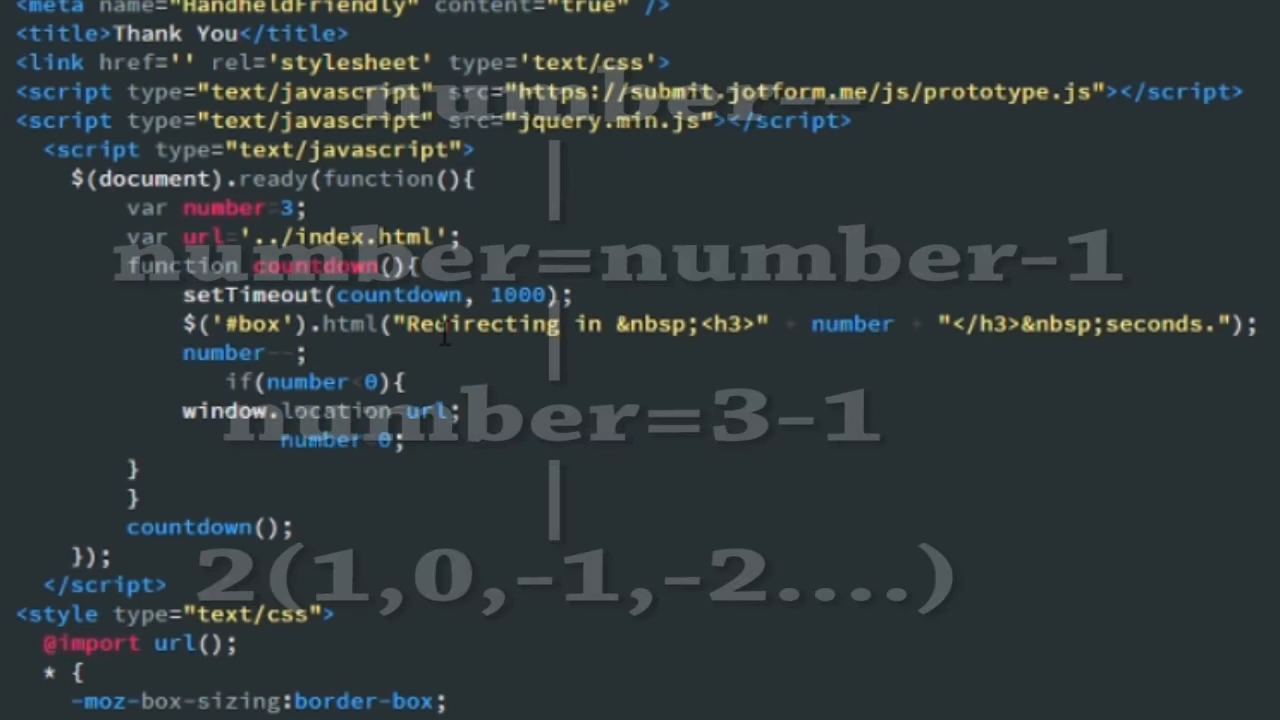 <meta name="HandheldFriendly" content="true" />
<title>Thank You</title>
<link href='' rel='stylesheet' type='text/css'>
<script type="text/javascript" src="https://submit.jotform.me/js/prototype.js"></script>
<script type="text/javascript" src="jquery.min.js"></script>
<script type="text/javascript">
$(document).ready(function(){
var number=3;
var url='../index.html';
function countdown(){
setTimeout(countdown, 1000);
$('#box').html("Redirecting in &nbsp;<h3>" + number + "</h3>&nbsp;seconds.");
number--;
if(number<0){
window.location=url;
number=0;
}
}
countdown();
});
</script>
<style type="text/css">
@import url();
* {
-moz-box-sizing:border-box;
number--
number=number-1
number=3-1
2(1,0,-1,-2....)